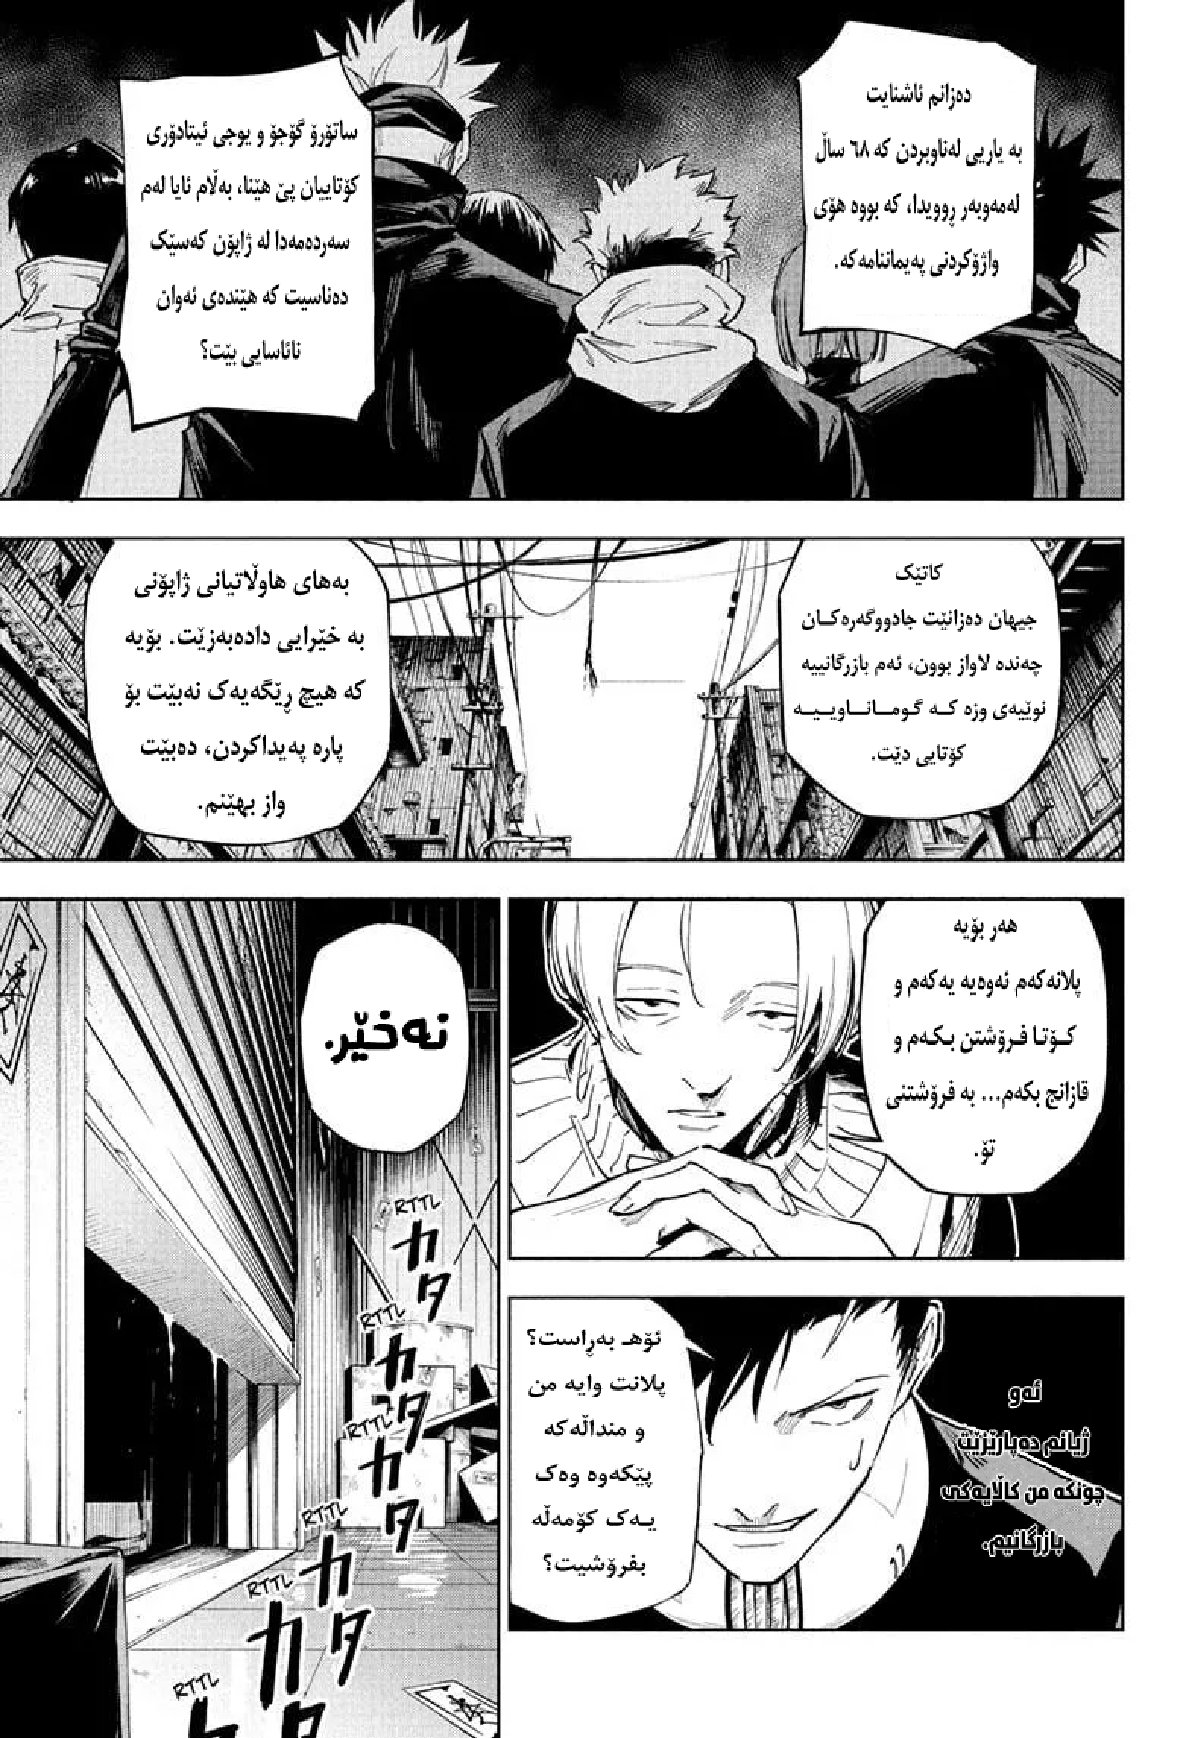 دەزانم ئاشنایت
بە یاریی لەناوبردن کە ٦٨ ساڵ
لەمەوبەر ڕوویدا، کە بووە هۆی
واژۆکردنی پەیماننامەکە.
ساتۆرۆ گۆجۆ و یوجی ئیتادۆری
کۆتاییان پێ هێنا، بەڵام ئایا لەم
سەردەمەدا لە ژاپۆن کەسێک
دەناسیت کە هێندەی ئەوان
نائاسایی بێت؟
کاتێک
جیهان دەزانێت جادووگەرەکان
چەندە لاواز بوون، ئەم بازرگانییە
نوێیەی وزە کە گوماناوییە
کۆتایی دێت.
بەهای هاوڵاتیانی ژاپۆنی
بە خێرایی دادەبەزێت. بۆیە
کە هیچ ڕێگەیەک نەبێت بۆ
پارە پەیداکردن، دەبێت
واز بهێنم.
هەر بۆیە
پلانەکەم ئەوەیە یەکەم و
کۆتا فرۆشتن بکەم و
قازانج بکەم... بە فرۆشتنی
تۆ.
ئەو
ژیانم دەپارێزێت
چونکە من کاڵایەکی
بازرگانیم.
ئۆهـ بەڕاست؟
پلانت وایە من
و منداڵەکە
پێکەوە وەک
یەک کۆمەڵە
بفرۆشیت؟
نەخێر.
RTTL
カタ
RTTL
カタ
RTTL
カタ
RTTL
RTTL
カタ
RTTL
カタ